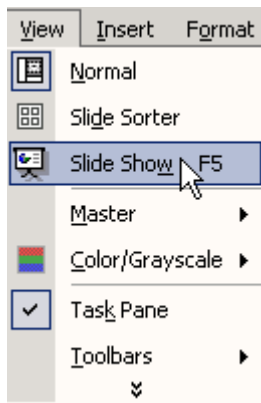 View Insert Format
Normal
Slide Sorter
Slide Show F5
Master
Color/Grayscale
Task Pane
Toolbars